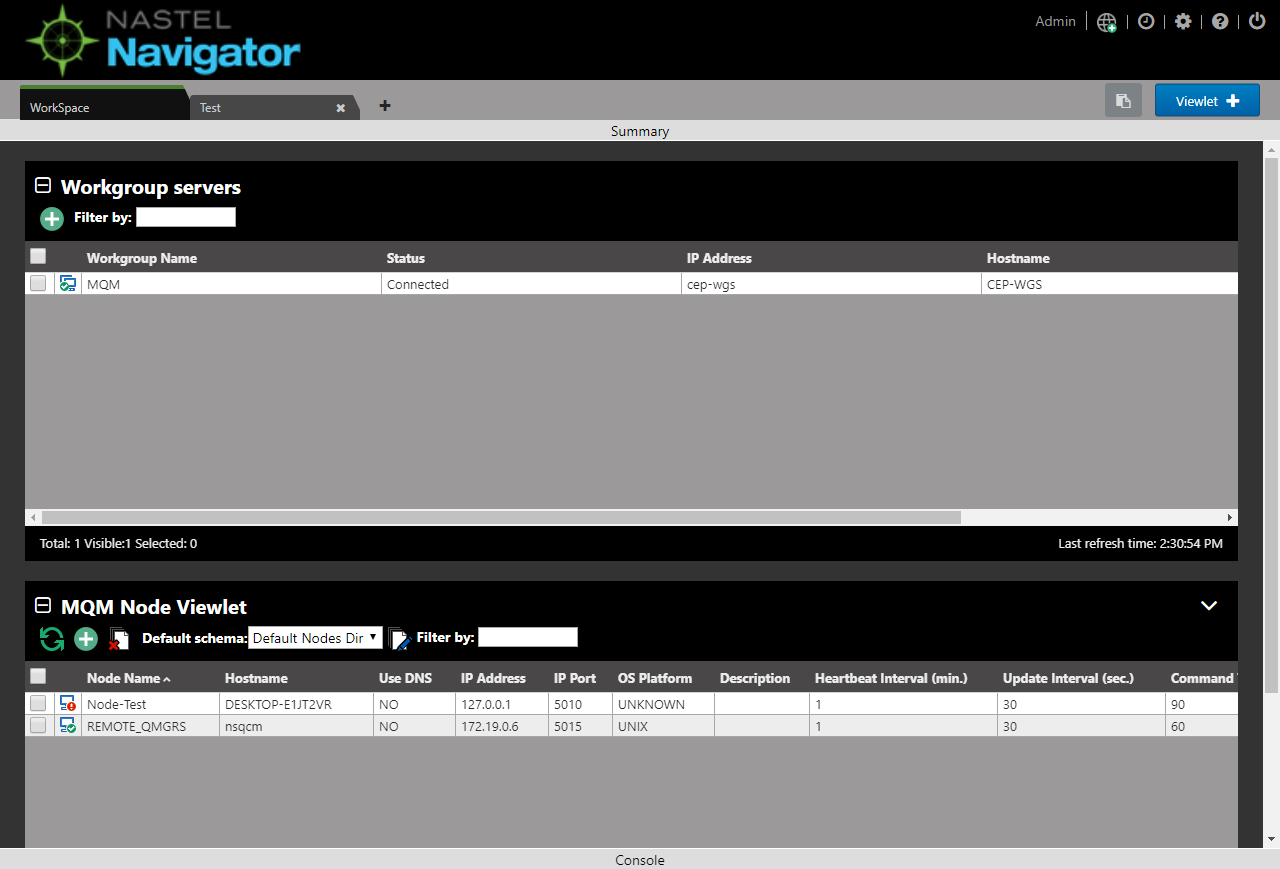 NASTEL
Navigator
Admin
WorkSpace
Test
Viewlet
Summary
Workgroup servers
Filter by:
Workgroup Name Status IP Address Hostname
MQM Connected cep-wgs CEP-WGS
Total: 1 Visible:1 Selected: 0 Last refresh time: 2:30:54 PM
MQM Node Viewlet
Default schema: Default Nodes Dir Filter by:
Node Name Hostname Use DNS IP Address IP Port OS Platform Description Heartbeat Interval (min.) Update Interval (sec.) Command
Node-Test DESKTOP-E1JT2VR NO 127.0.0.1 5010 UNKNOWN 1 30 90
REMOTE_QMGRS nsqcm NO 172.19.0.6 5015 UNIX 1 30 60
Console